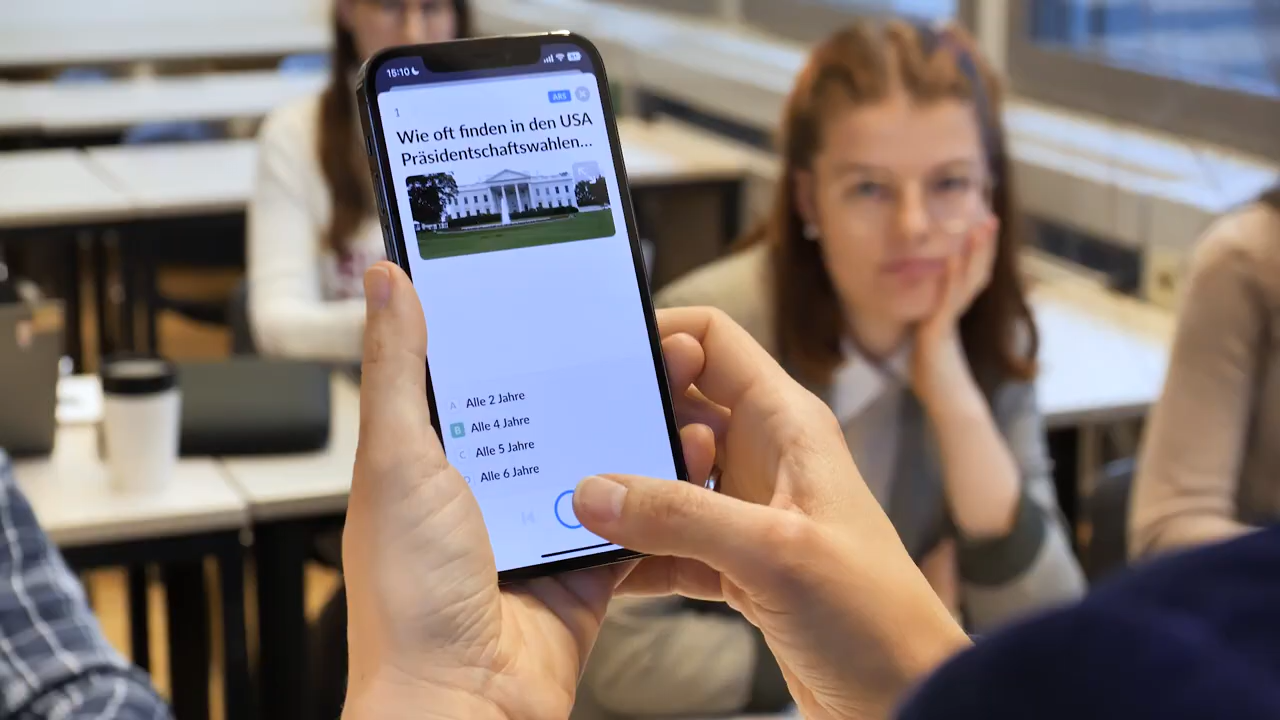 15:10
ARS
1
Wie oft finden in den USA
Präsidentschaftswahlen...
A Alle 2 Jahre
B Alle 4 Jahre
C Alle 5 Jahre
Alle 6 Jahre